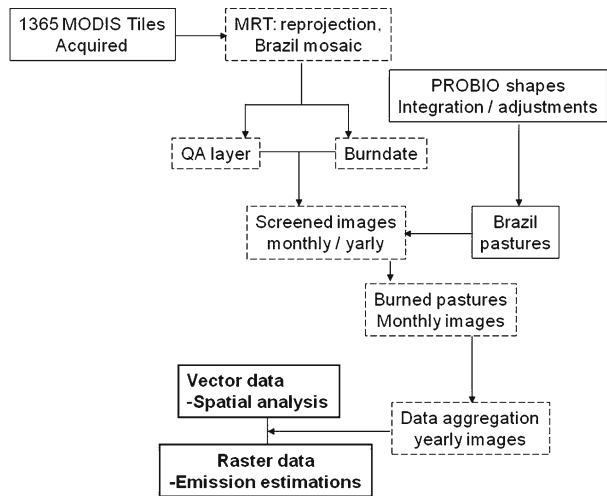 1365 MODIS Tiles
Acquired
MRT: reprojection,
Brazil mosaic
PROBIO shapes
Integration / adjustments
QA layer
Burndate
Screened images
monthly / yarly
Brazil
pastures
Burned pastures
Monthly images
Vector data
-Spatial analysis
Data aggregation
yearly images
Raster data
-Emission estimations